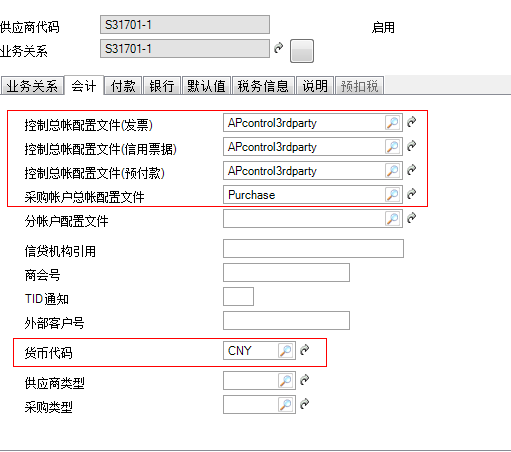 供应商代码 S31701-1 启用
业务关系 S31701-1
业务关系 会计 付款 银行 默认值 税务信息 说明 预扣税
控制总帐配置文件(发票) APcontrol3rdparty
控制总帐配置文件(信用票据) APcontrol3rdparty
控制总帐配置文件(预付款) APcontrol3rdparty
采购帐户总帐配置文件 Purchase
分帐户配置文件
信贷机构引用
商会号
TID通知
外部客户号
货币代码 CNY
供应商类型
采购类型